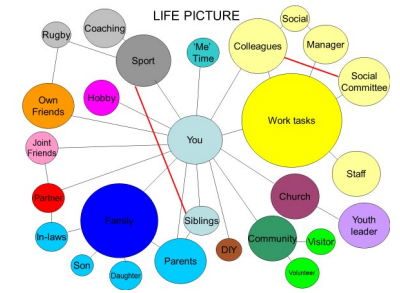 LIFE PICTURE
Social
Coaching
Rugby
Colleagues
Manager
'Me'
Time
Sport
Social
Committee
Own
Friends
Hobby
Work tasks
You
Joint
Friends
Staff
Partner
Church
Family
Siblings
Youth
leader
In-laws
Community
Visitor
DIY
Parents
Son
Daughter
Volunteer